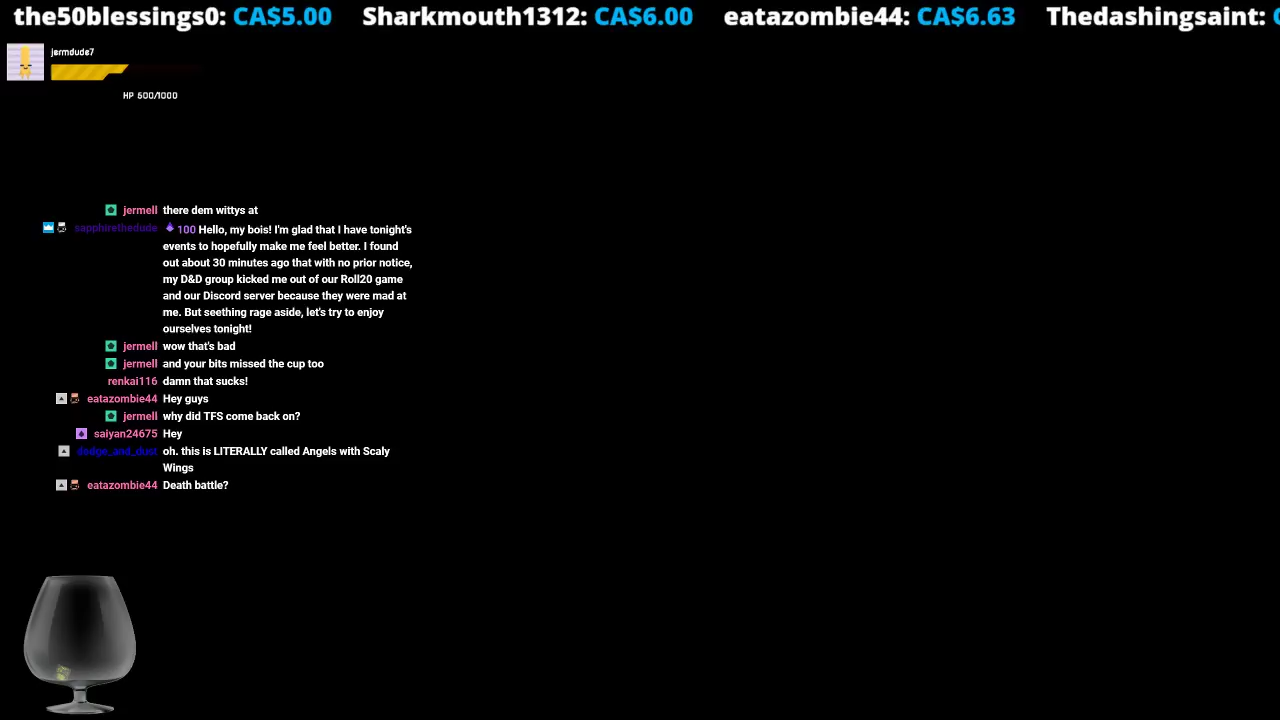 the50blessings0: CA$5.00 Sharkmouth1312: CA$6.00 eatazombie44: CA$6.63 Thedashingsaint:
jermdude7
HP 500/1000
jermell there dem wittys at
sapphirethedude 100 Hello, my bois! I'm glad that I have tonight's
events to hopefully make me feel better. I found
out about 30 minutes ago that with no prior notice,
my D&D group kicked me out of our Roll20 game
and our Discord server because they were mad at
me. But seething rage aside, let's try to enjoy
ourselves tonight!
jermell wow that's bad
jermell and your bits missed the cup too
renkai116 damn that sucks!
eatazombie44 Hey guys
jermell why did TFS come back on?
saiyan24675 Hey
dodge_and_dust oh. this is LITERALLY called Angels with Scaly
Wings
eatazombie44 Death battle?